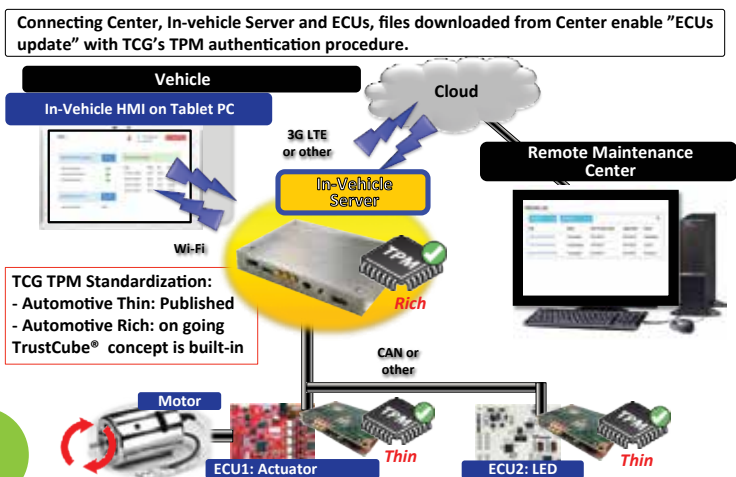 Connecting Center, In-vehicle Server and ECUs, files downloaded from Center enable ”ECUs
update” with TCG’s TPM authentication procedure.
Vehicle
In-Vehicle HMI on Tablet PC
Cloud
3G LTE
or other
Remote Maintenance
Center
In-Vehicle
Server
Wi-Fi
TPM
Rich
TCG TPM Standardization:
- Automotive Thin: Published
- Automotive Rich: on going
TrustCube® concept is built-in
CAN or
other
Motor
TPM
Thin
TPM
Thin
ECU1: Actuator
ECU2: LED